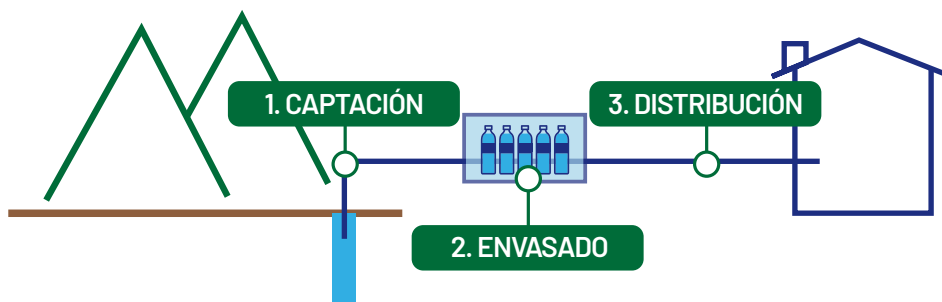 1. CAPTACIÓN
3. DISTRIBUCIÓN
2. ENVASADO